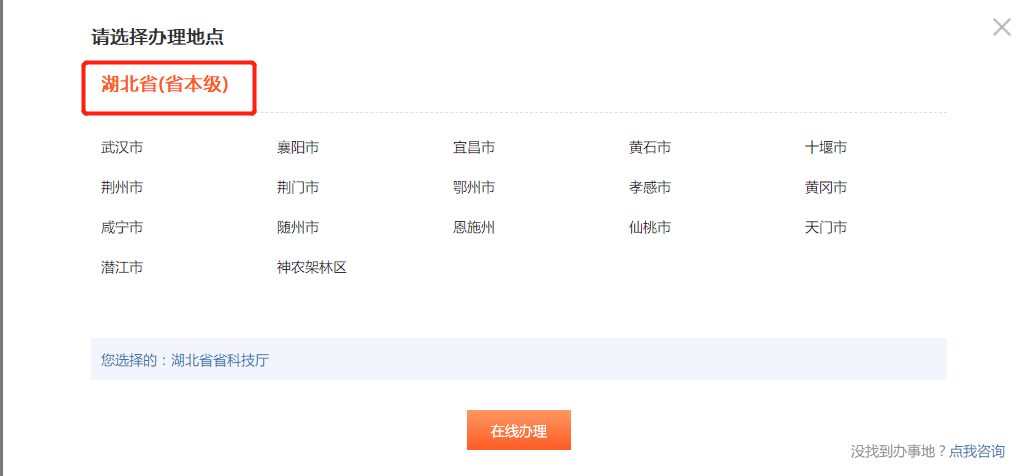 请选择办理地点
湖北省(省本级)
武汉市 襄阳市 宜昌市 黄石市 十堰市
荆州市 荆门市 鄂州市 孝感市 黄冈市
咸宁市 随州市 恩施州 仙桃市 天门市
潜江市 神农架林区
您选择的：湖北省省科技厅
在线办理
没找到办事地？点我咨询